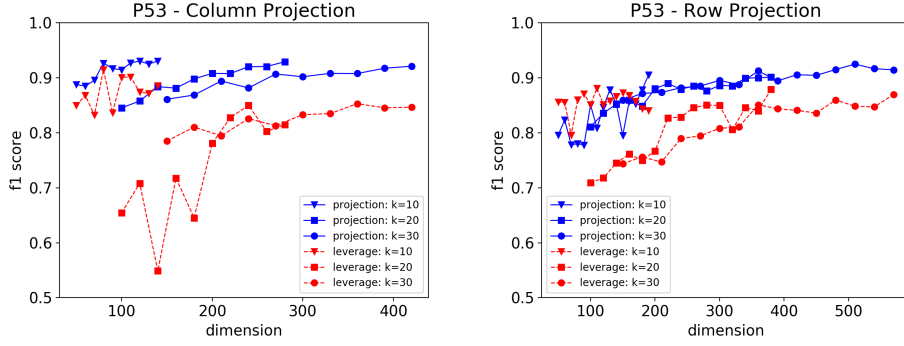 P53 - Column Projection
1.0
0.9
0.8
0.7
0.6
0.5
f1 score
100
200
300
400
dimension
projection: k=10
projection: k=20
projection: k=30
leverage: k=10
leverage: k=20
leverage: k=30
P53 - Row Projection
1.0
0.9
0.8
0.7
0.6
0.5
f1 score
100
200
300
400
500
dimension
projection: k=10
projection: k=20
projection: k=30
leverage: k=10
leverage: k=20
leverage: k=30